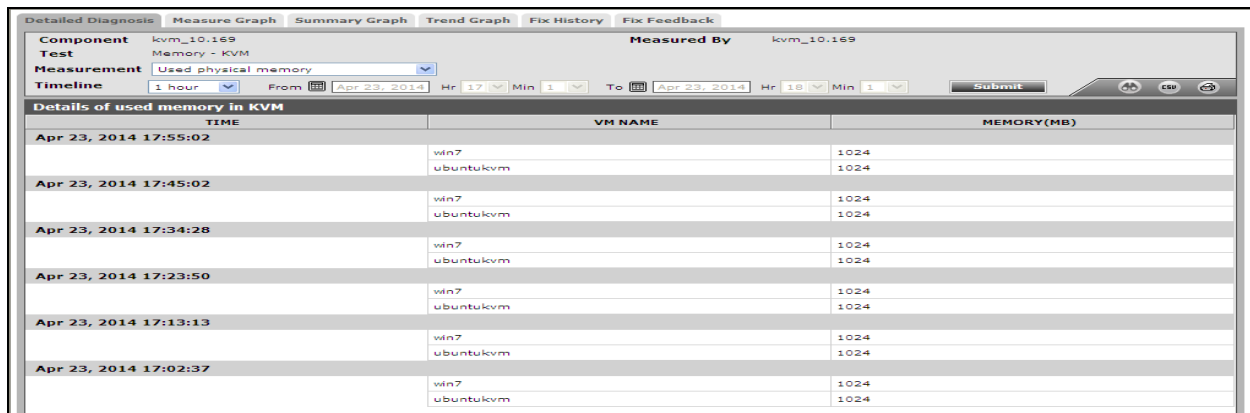 Detailed Diagnosis Measure Graph Summary Graph Trend Graph Fix History Fix Feedback
Component kvm_10.169 Measured By kvm_10.169
Test Memory - KVM
Measurement Used physical memory
Timeline 1 hour From Apr 23, 2014 Hr 17 Min 1 To Apr 23, 2014 Hr 18 Min 1 Submit CSV
Details of used memory in KVM
TIME VM NAME MEMORY(MB)
Apr 23, 2014 17:55:02
win7 1024
ubuntukvm 1024
Apr 23, 2014 17:45:02
win7 1024
ubuntukvm 1024
Apr 23, 2014 17:34:28
win7 1024
ubuntukvm 1024
Apr 23, 2014 17:23:50
win7 1024
ubuntukvm 1024
Apr 23, 2014 17:13:13
win7 1024
ubuntukvm 1024
Apr 23, 2014 17:02:37
win7 1024
ubuntukvm 1024